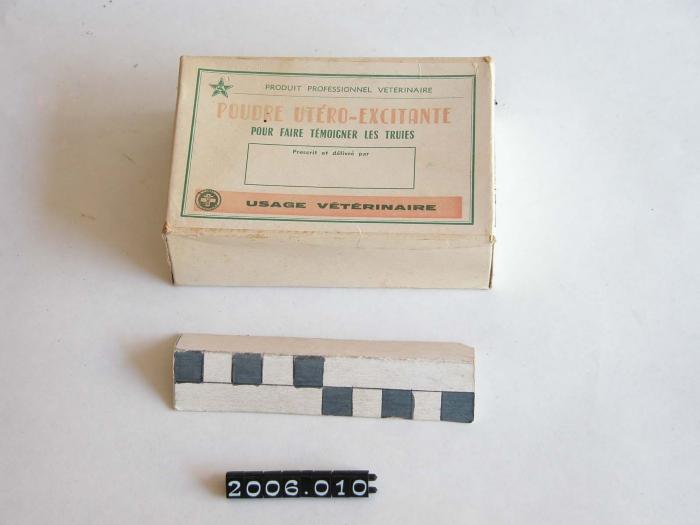 PRODUIT PROFESSIONNEL VETERINAIRE
POUDRE UTÉRO-EXCITANTE
POUR FAIRE TÉMOIGNER LES TRUIES
Prescrit et délivré par
USAGE VÉTÉRINAIRE
2006.010